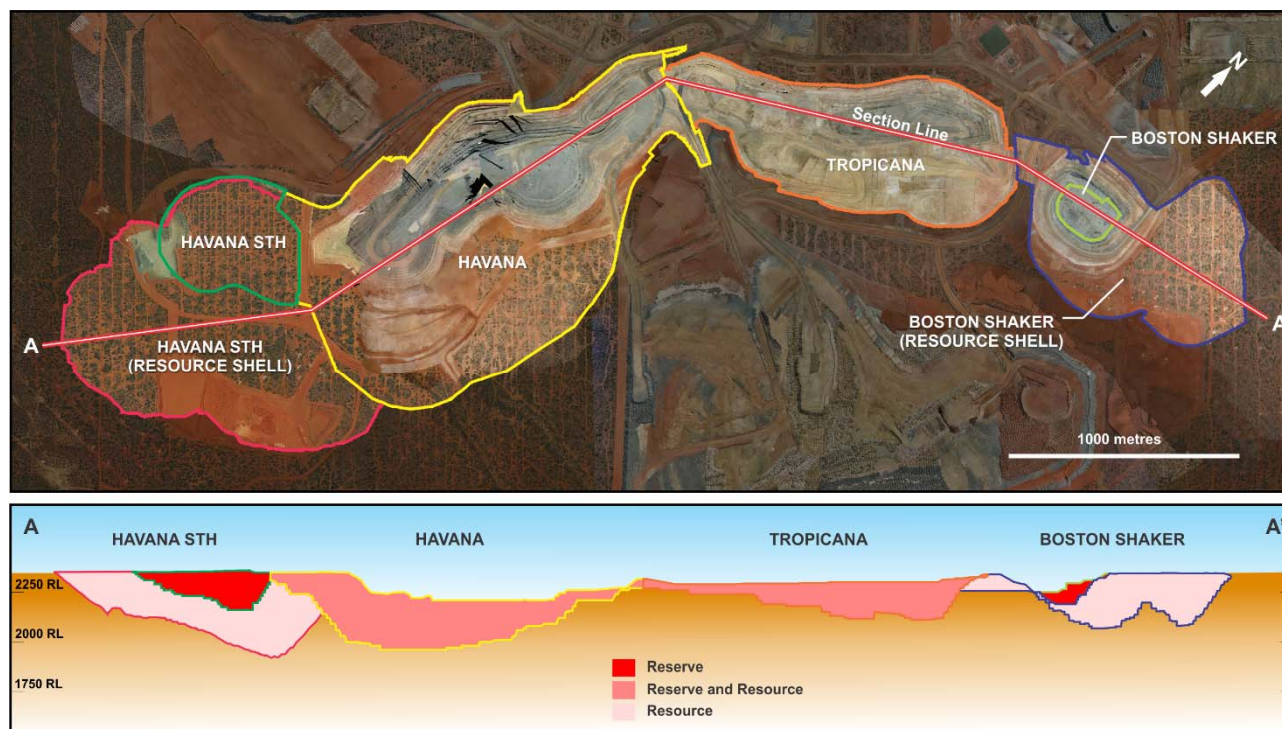 N
Section Line
BOSTON SHAKER
TROPICANA
HAVANA STH
HAVANA
A
HAVANA STH
(RESOURCE SHELL)
BOSTON SHAKER
(RESOURCE SHELL)
A'
1000 metres
A
A'
HAVANA STH
HAVANA
TROPICANA
BOSTON SHAKER
2250 RL
2000 RL
1750 RL
Reserve
Reserve and Resource
Resource